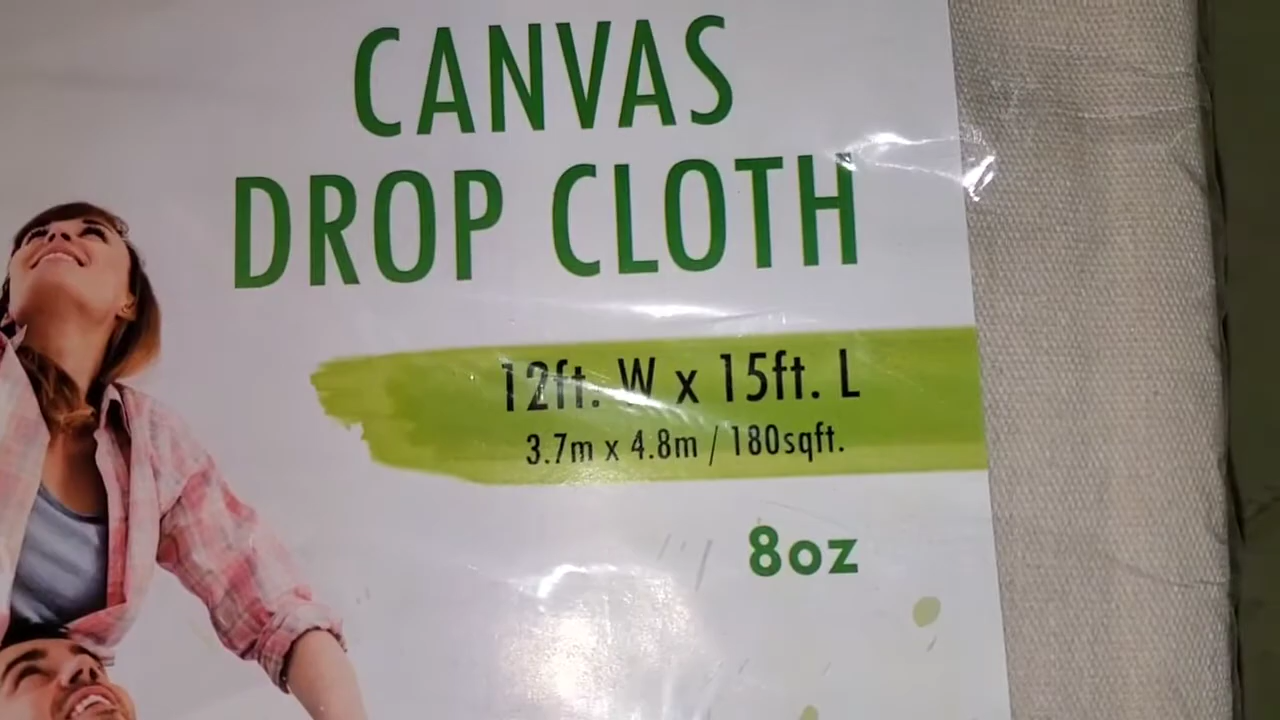 CANVAS
DROP CLOTH
12ft. W x 15ft. L
3.7m x 4.8m / 180sqft.
8oz